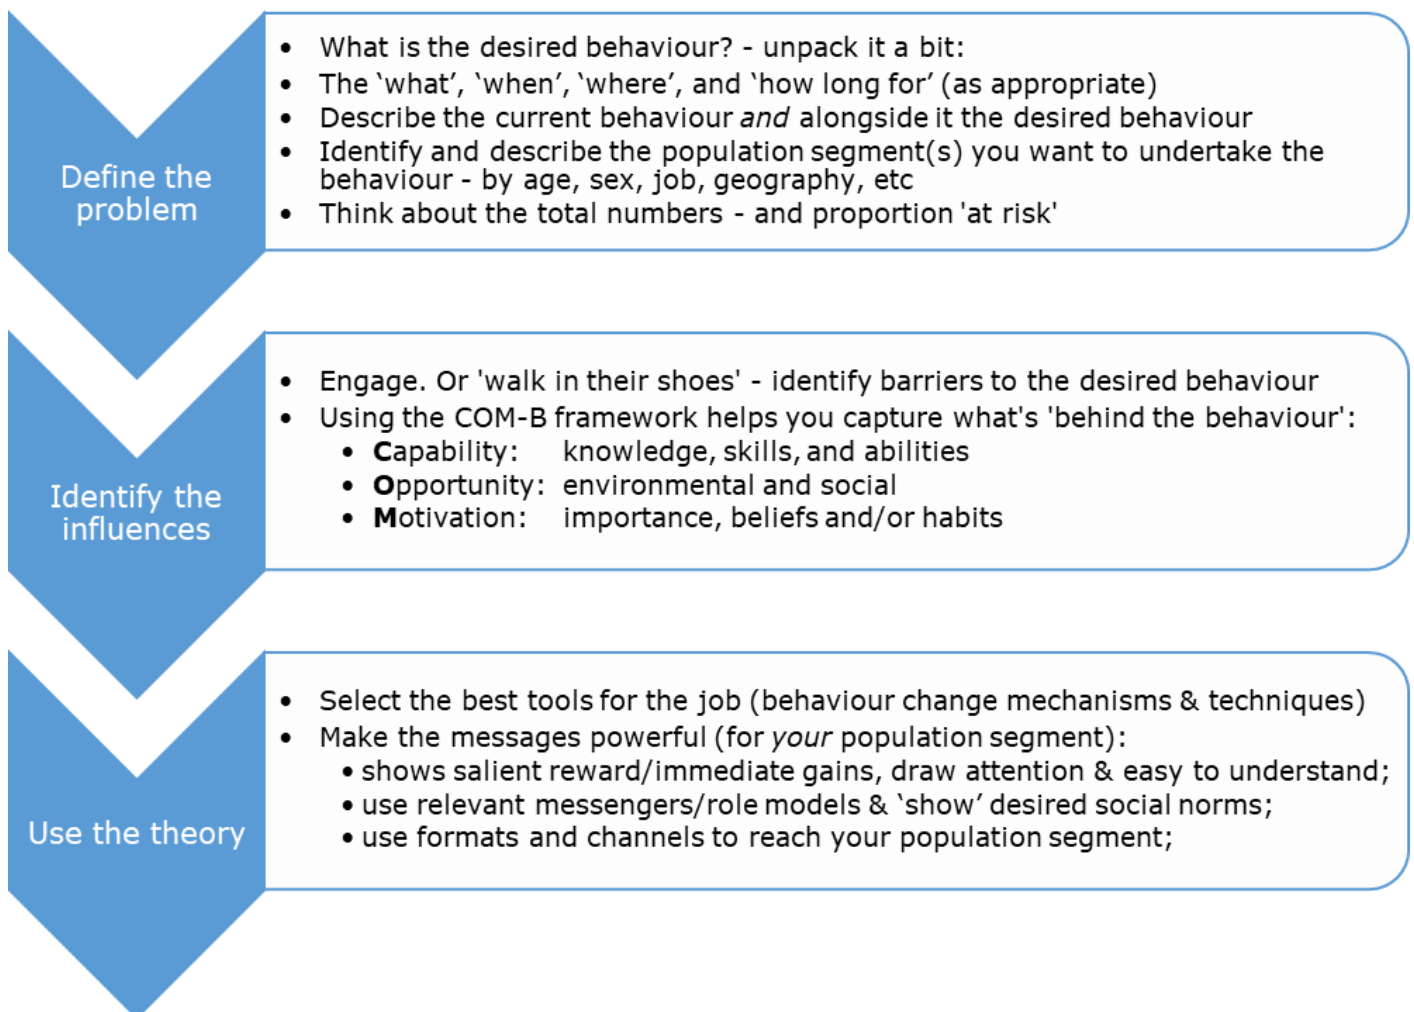 Define the
problem
• What is the desired behaviour? - unpack it a bit:
• The ‘what’, ‘when’, ‘where’, and ‘how long for’ (as appropriate)
• Describe the current behaviour and alongside it the desired behaviour
• Identify and describe the population segment(s) you want to undertake the
behaviour - by age, sex, job, geography, etc
• Think about the total numbers - and proportion 'at risk'
Identify the
influences
• Engage. Or 'walk in their shoes' - identify barriers to the desired behaviour
• Using the COM-B framework helps you capture what's 'behind the behaviour':
• Capability: knowledge, skills, and abilities
• Opportunity: environmental and social
• Motivation: importance, beliefs and/or habits
Use the theory
• Select the best tools for the job (behaviour change mechanisms & techniques)
• Make the messages powerful (for your population segment):
• shows salient reward/immediate gains, draw attention & easy to understand;
• use relevant messengers/role models & ‘show’ desired social norms;
• use formats and channels to reach your population segment;